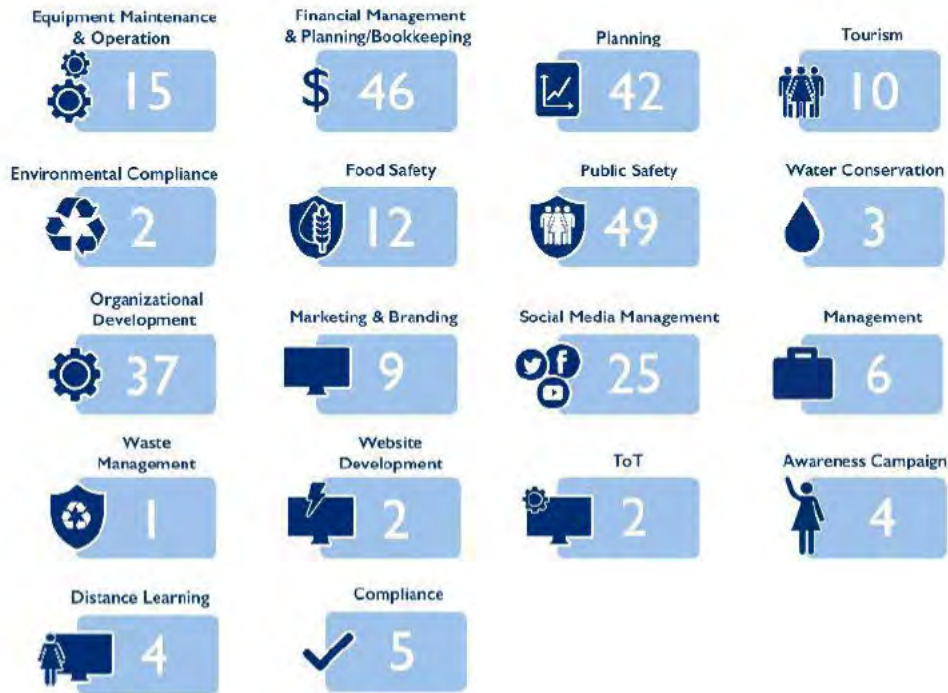 Equipment Maintenance
& Operation
15
Financial Management
& Planning/Bookkeeping
$ 46
Planning
42
Tourism
10
Environmental Compliance
2
Food Safety
12
Public Safety
49
Water Conservation
3
Organizational
Development
37
Marketing & Branding
9
Social Media Management
25
Management
6
Waste
Management
1
Website
Development
2
ToT
2
Awareness Campaign
4
Distance Learning
4
Compliance
5